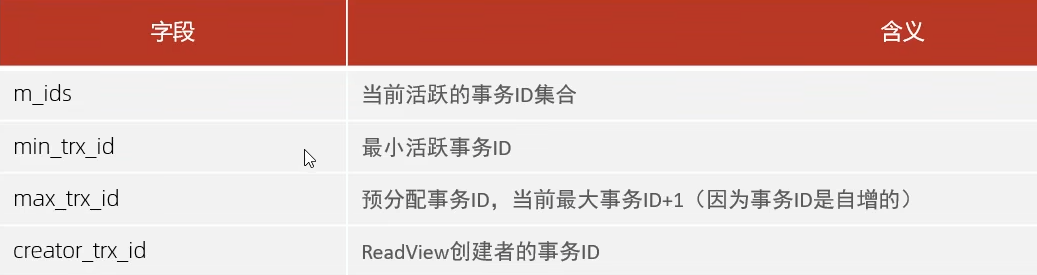 字段 含义
m_ids 当前活跃的事务ID集合
min_trx_id 最小活跃事务ID
max_trx_id 预分配事务ID，当前最大事务ID+1（因为事务ID是自增的）
creator_trx_id ReadView创建者的事务ID